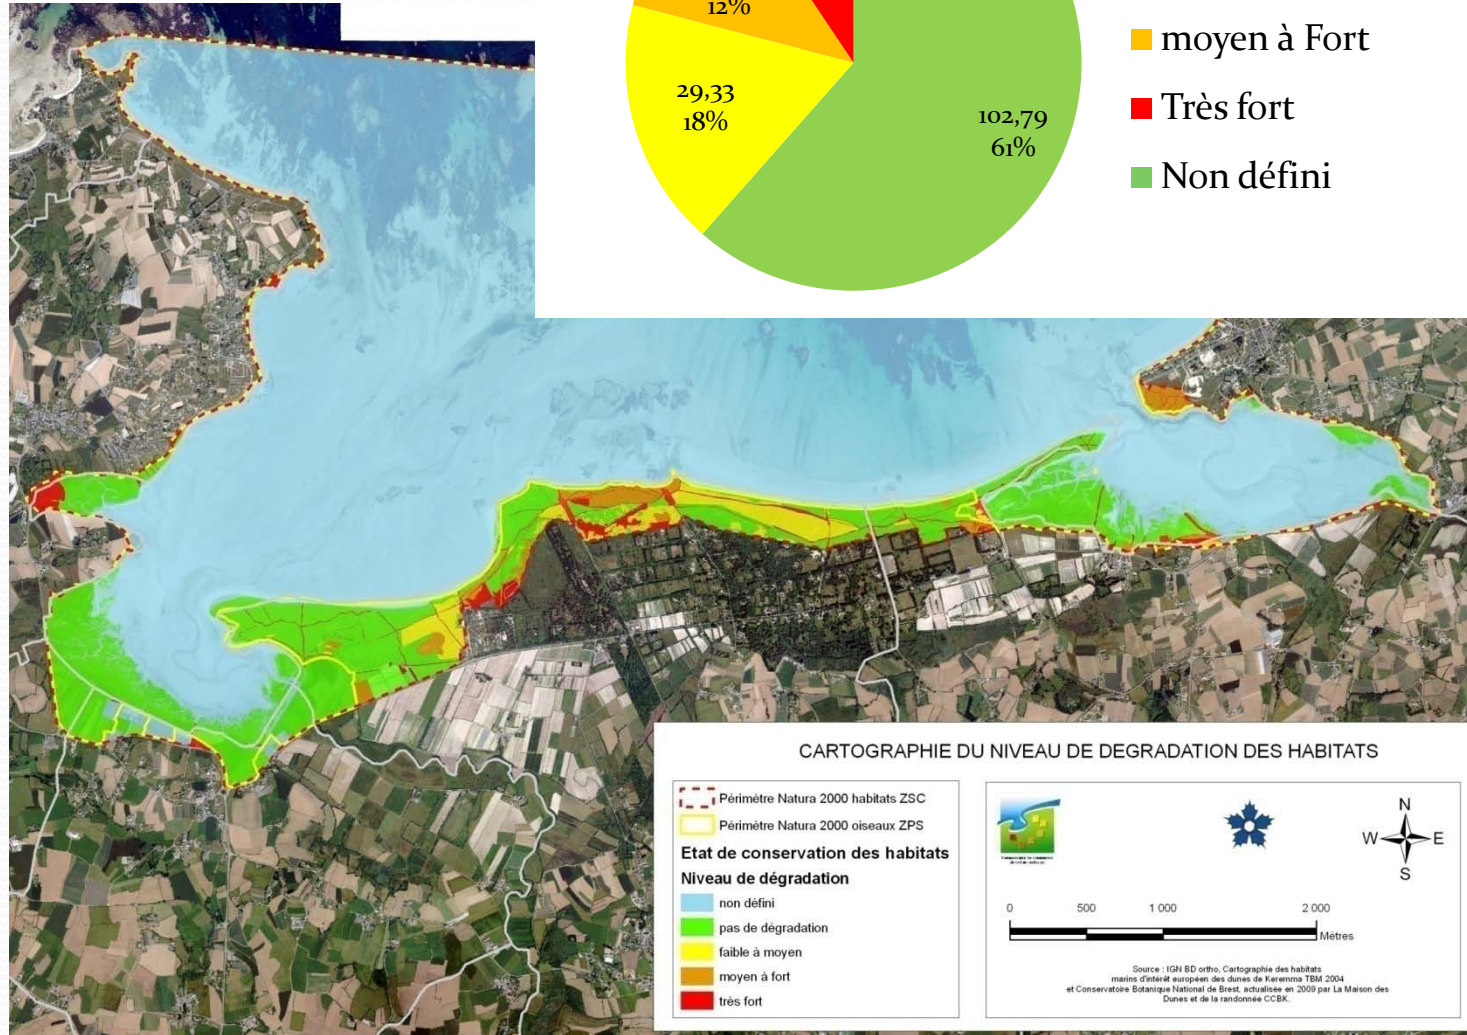 12%
29,33
18%
102,79
61%
moyen à Fort
Très fort
Non défini
CARTOGRAPHIE DU NIVEAU DE DEGRADATION DES HABITATS
Périmètre Natura 2000 habitats ZSC
Périmètre Natura 2000 oiseaux ZPS
Etat de conservation des habitats
Niveau de dégradation
non défini
pas de dégradation
faible à moyen
moyen à fort
très fort
N
W E
S
0 500 1 000 2 000
Mètres
Source : IGN BD ortho, Cartographie des habitats
marins d'intérêt européen des dunes de Keremma TBM 2004
et Conservatoire Botanique National de Brest, actualisée en 2009 par La Maison des
Dunes et de la randonnée CCBK.